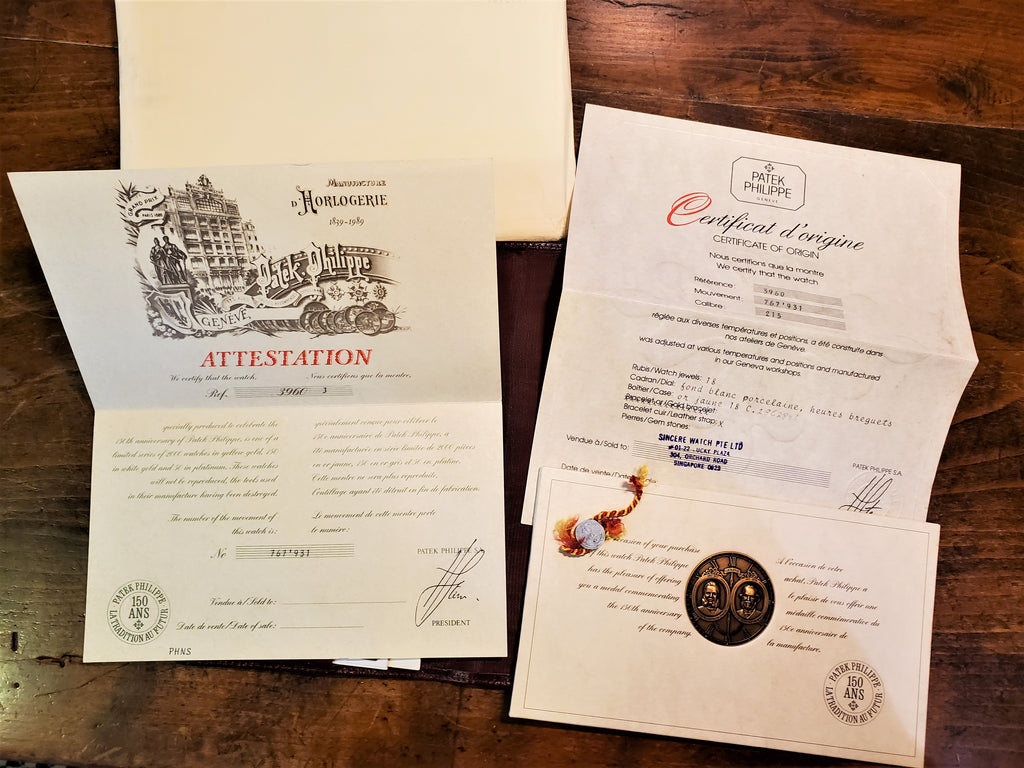 GRAND PRIX
PARIS
MANUFACTURE
D'HORLOGERIE
1839-1989
Patek Philippe
GENÈVE
ATTESTATION
We certify that the watch, Nous certifions que la montre,
Ref. 3960 3
specially produced to celebrate the
150th anniversary of Patek Philippe, is one of a
limited series of 2000 watches in yellow gold, 150
in white gold and 50 in platinum. These watches
will not be reproduced, the tools used
in their manufacture having been destroyed.
spécialement conçue pour célébrer le
150e anniversaire de Patek Philippe, a
été manufacturée en série limitée de 2000 pièces
en or jaune, 150 en or gris et 50 en platine.
Cette montre ne sera plus reproduite,
l'outillage ayant été détruit en fin de fabrication.
The number of the movement of
this watch is:
Le mouvement de cette montre porte
le numéro:
No 767'931
PATEK PHILIPPE S.A.
PRESIDENT
Vendue à/Sold to:
Date de vente/Date of sale:
PATEK PHILIPPE
150
ANS
LA TRADITION AU FUTUR
PHNS
PATEK
PHILIPPE
GENEVE
Certificat d'origine
CERTIFICATE OF ORIGIN
Nous certifions que la montre
We certify that the watch
Référence: 3960
Mouvement: 767'931
Calibre: 215
réglée aux diverses températures et positions, a été construite dans
nos ateliers de Genève.
was adjusted at various temperatures and positions and manufactured
in our Geneva workshops.
Rubis/Watch jewels: 18
Cadran/Dial: fond blanc porcelaine, heures breguets
Boîtier/Case: or jaune 18 C.
Bracelet or/Gold bracelet:
Bracelet cuir/Leather strap: X
Pierres/Gem stones:
Vendue à/Sold to:
SINCERE WATCH PTE LTD
#01-22 LUCKY PLAZA
304, ORCHARD ROAD
SINGAPORE 0923
Date de vente/Date
PATEK PHILIPPE S.A.
occasion of your purchase
of this watch Patek Philippe
has the pleasure of offering
you a medal commemorating
the 150th anniversary
of the company.
A l'occasion de votre
achat, Patek Philippe a
le plaisir de vous offrir une
médaille commémorative du
150e anniversaire de
la manufacture.
PATEK PHILIPPE
150
ANS
LA TRADITION AU FUTUR